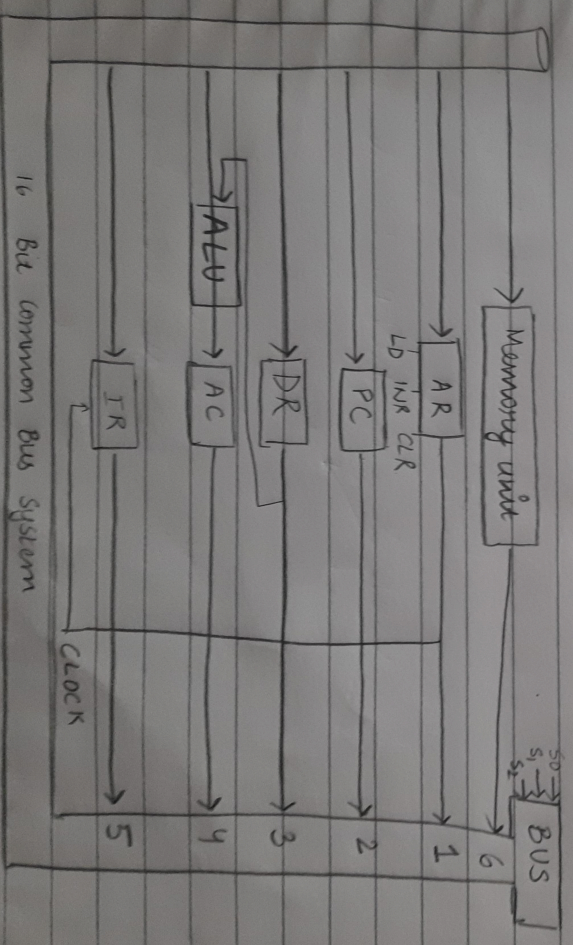 S0
S1
S2
BUS
Memory unit
6
AR
1
LD INR CLR
PC
2
DR
3
ALU
AC
4
IR
5
CLOCK
16 Bit Common Bus System